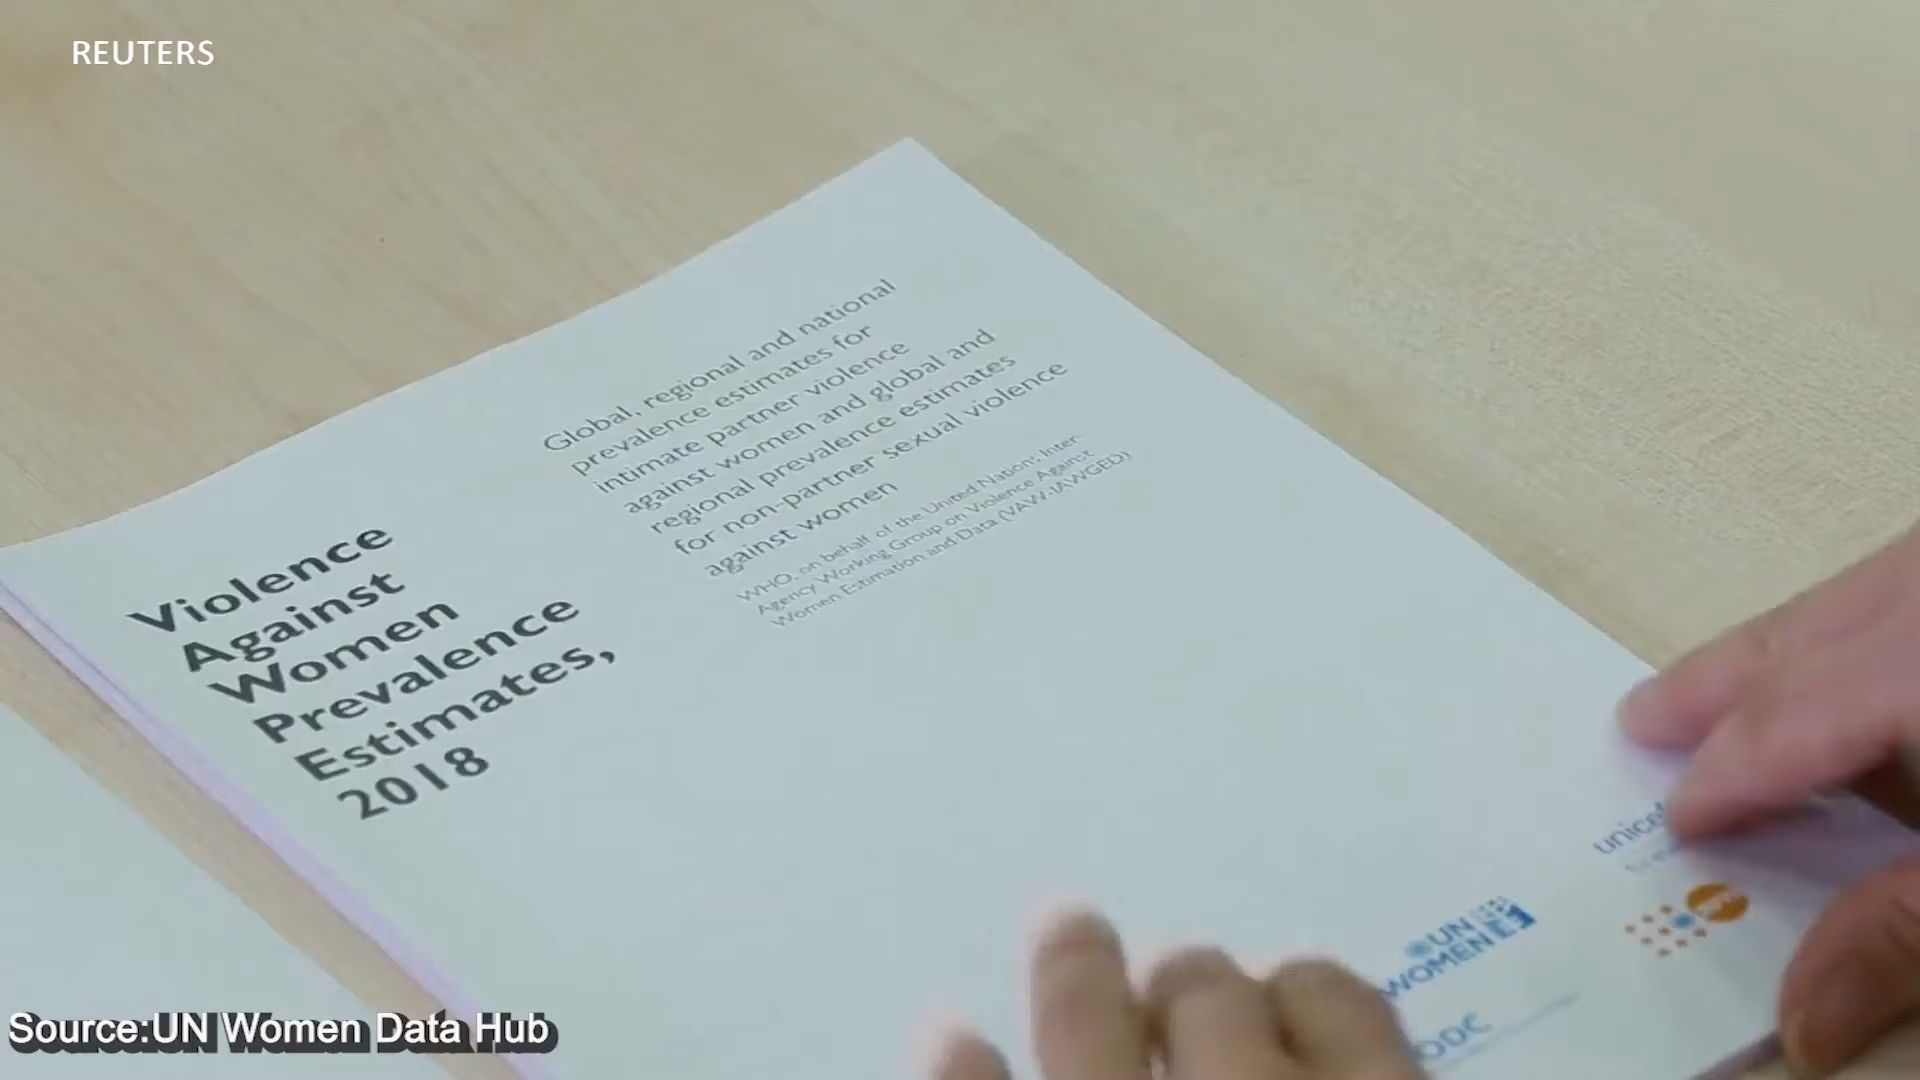 REUTERS
Global, regional and national
prevalence estimates for
intimate partner violence
against women and global and
regional prevalence estimates
for non-partner sexual violence
against women
WHO, on behalf of the United Nations Inter-
Agency Working Group on Violence Against
Women Estimation and Data (VAW-IAWGED)
Violence
Against
Women
Prevalence
Estimates,
2018
unicef
UN
WOMEN
ODC
Source:UN Women Data Hub